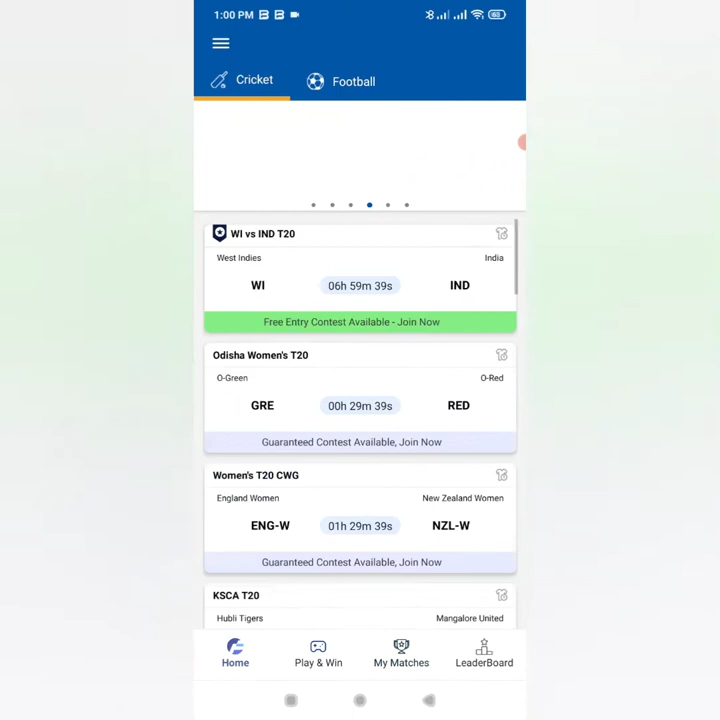 1:00 PM
Cricket
Football
WI vs IND T20
West Indies India
WI 06h 59m 39s IND
Free Entry Contest Available - Join Now
Odisha Women's T20
O-Green O-Red
GRE 00h 29m 39s RED
Guaranteed Contest Available, Join Now
Women's T20 CWG
England Women New Zealand Women
ENG-W 01h 29m 39s NZL-W
Guaranteed Contest Available, Join Now
KSCA T20
Hubli Tigers Mangalore United
Home Play & Win My Matches LeaderBoard